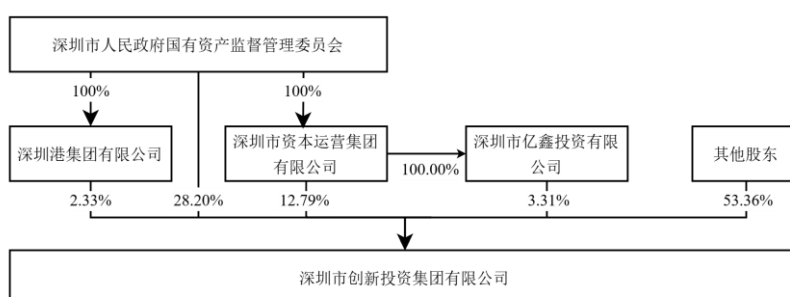 深圳市人民政府国有资产监督管理委员会
100%
100%
深圳港集团有限公司
深圳市资本运营集团
有限公司
100.00%
深圳市亿鑫投资有限
公司
其他股东
2.33%
28.20%
12.79%
3.31%
53.36%
深圳市创新投资集团有限公司